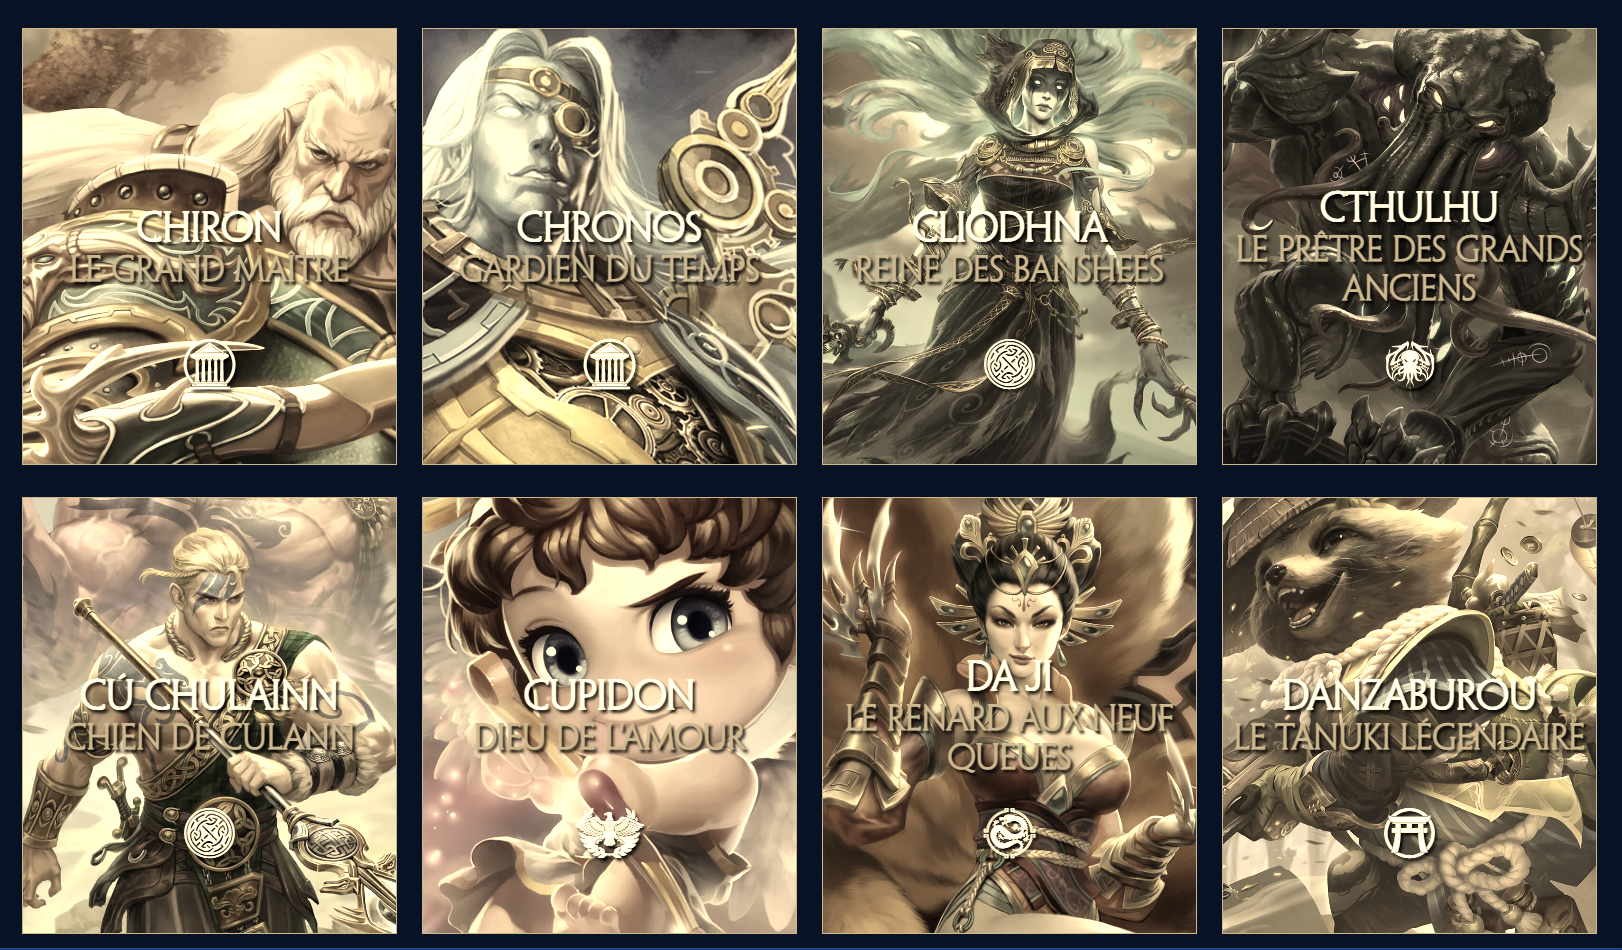 CHIRON
LE GRAND MAÎTRE
CHRONOS
GARDIEN DU TEMPS
CLIODHNA
REINE DES BANSHEES
CTHULHU
LE PRÊTRE DES GRANDS
ANCIENS
CÚ CHULAINN
CHIEN DE CULANN
CUPIDON
DIEU DE L'AMOUR
DA JI
LE RENARD AUX NEUF
QUEUES
DANZABUROU
LE TANUKI LÉGENDAIRE